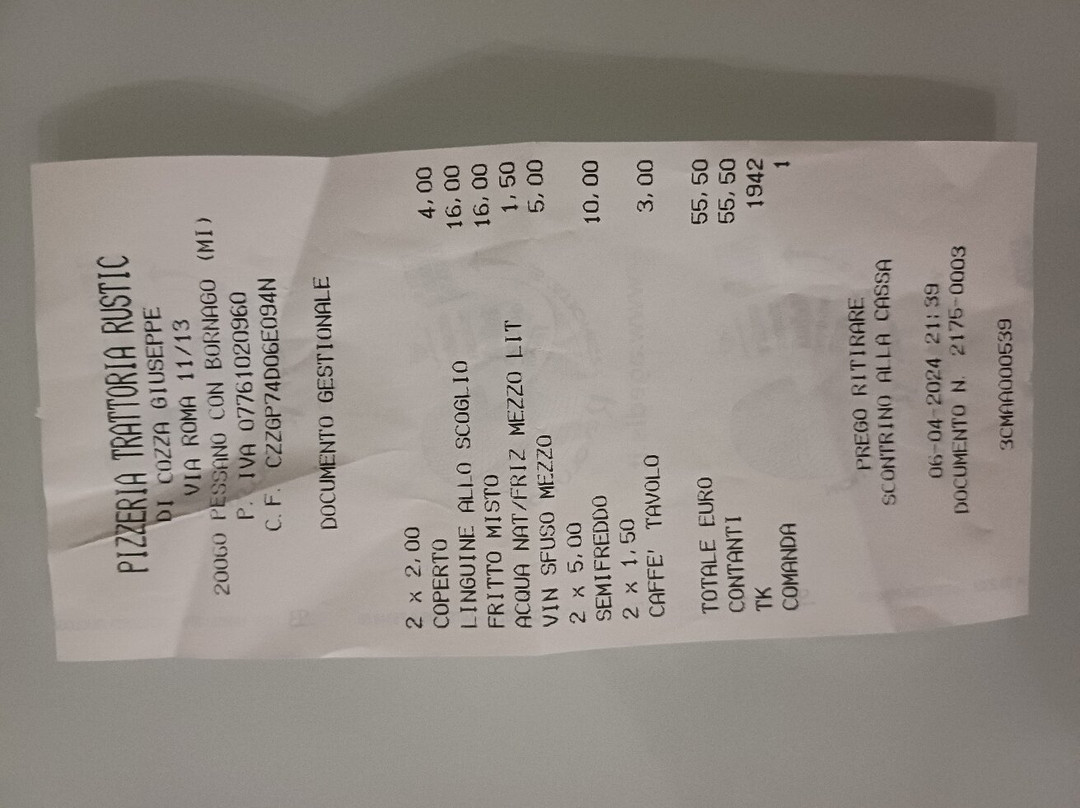 PIZZERIA TRATTORIA RUSTIC
DI COZZA GIUSEPPE
VIA ROMA 11/13
20060 PESSANO CON BORNAGO (MI)
P. IVA 07761020960
C.F. CZZGP74D06E094N
DOCUMENTO GESTIONALE
2 x 2,00
COPERTO 4,00
LINGUINE ALLO SCOGLIO 16,00
FRITTO MISTO 16,00
ACQUA NAT/FRIZ MEZZO LIT 1,50
VIN SFUSO MEZZO 5,00
2 x 5,00
SEMIFREDDO 10,00
2 x 1,50
CAFFE' TAVOLO 3,00
TOTALE EURO 55,50
CONTANTI 55,50
TK 1942
COMANDA 1
PREGO RITIRARE
SCONTRINO ALLA CASSA
06-04-2024 21:39
DOCUMENTO N. 2175-0003
3CMAA000539